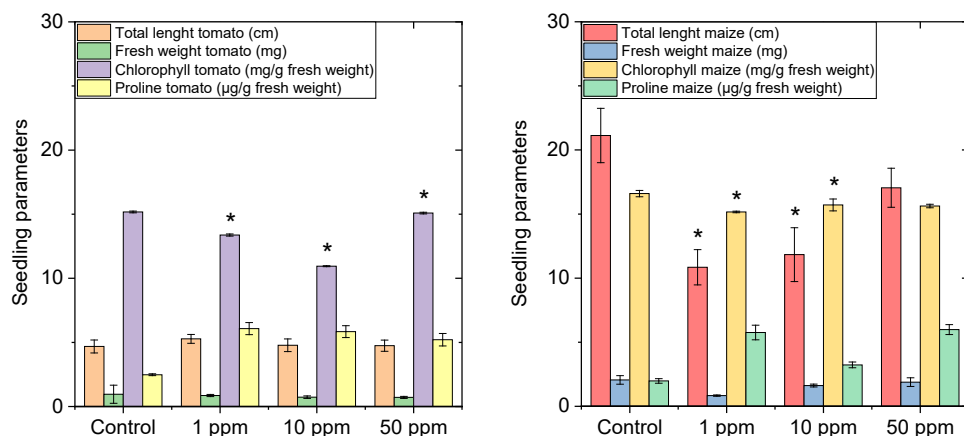 30
20
10
0
Seedling parameters
Total lenght tomato (cm)
Fresh weight tomato (mg)
Chlorophyll tomato (mg/g fresh weight)
Proline tomato (µg/g fresh weight)
*
*
*
Control 1 ppm 10 ppm 50 ppm
30
20
10
0
Seedling parameters
Total lenght maize (cm)
Fresh weight maize (mg)
Chlorophyll maize (mg/g fresh weight)
Proline maize (µg/g fresh weight)
* *
* *
Control 1 ppm 10 ppm 50 ppm